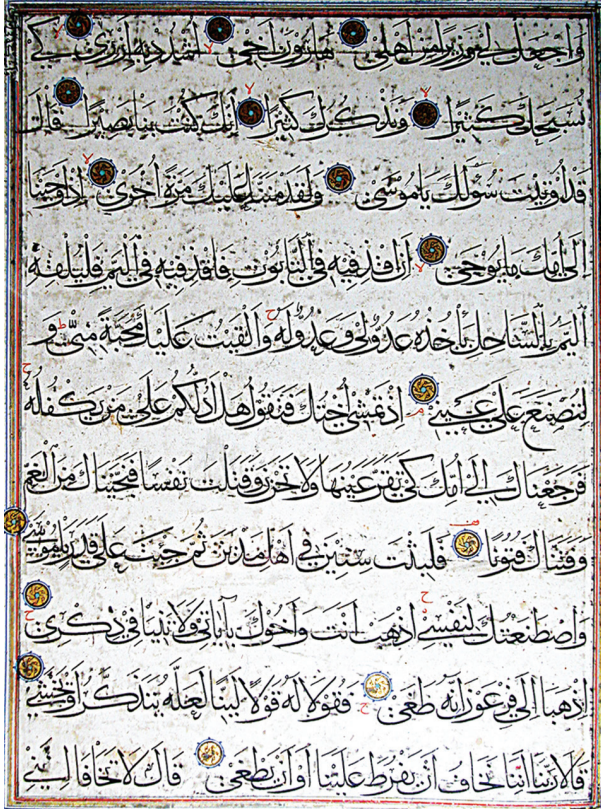 وَاجْعَلْ لِي وَزِيرًا مِنْ أَهْلِي هَارُونَ أَخِي اشْدُدْ بِهِ أَزْرِي كَيْ
نُسَبِّحَكَ كَثِيرًا وَنَذْكُرَكَ كَثِيرًا إِنَّكَ كُنْتَ بِنَا بَصِيرًا قَالَ
قَدْ أُوتِيتَ سُؤْلَكَ يَامُوسَى وَلَقَدْ مَنَنَّا عَلَيْكَ مَرَّةً أُخْرَى إِذْ أَوْحَيْنَا
إِلَى أُمِّكَ مَا يُوحَى أَنِ اقْذِفِيهِ فِي التَّابُوتِ فَاقْذِفِيهِ فِي الْيَمِّ فَلْيُلْقِهِ
الْيَمُّ بِالسَّاحِلِ يَأْخُذْهُ عَدُوٌّ لِي وَعَدُوٌّ لَهُ وَأَلْقَيْتُ عَلَيْكَ مَحَبَّةً مِنِّي وَ
لِتُصْنَعَ عَلَى عَيْنِي إِذْ تَمْشِي أُخْتُكَ فَتَقُولُ هَلْ أَدُلُّكُمْ عَلَى مَنْ يَكْفُلُهُ
فَرَجَعْنَاكَ إِلَى أُمِّكَ كَيْ تَقَرَّ عَيْنُهَا وَلَا تَحْزَنَ وَقَتَلْتَ نَفْسًا فَنَجَّيْنَاكَ مِنَ الْغَمِّ
وَفَتَنَّاكَ فُتُونًا فَلَبِثْتَ سِنِينَ فِي أَهْلِ مَدْيَنَ ثُمَّ جِئْتَ عَلَى قَدَرٍ يَامُوسَى
وَاصْطَنَعْتُكَ لِنَفْسِي اذْهَبْ أَنْتَ وَأَخُوكَ بِآيَاتِي وَلَا تَنِيَا فِي ذِكْرِي
اذْهَبَا إِلَى فِرْعَوْنَ إِنَّهُ طَغَى فَقُولَا لَهُ قَوْلًا لَيِّنًا لَعَلَّهُ يَتَذَكَّرُ أَوْ يَخْشَى
قَالَا رَبَّنَا إِنَّنَا نَخَافُ أَنْ يَفْرُطَ عَلَيْنَا أَوْ أَنْ يَطْغَى قَالَ لَا تَخَافَا إِنَّنِي